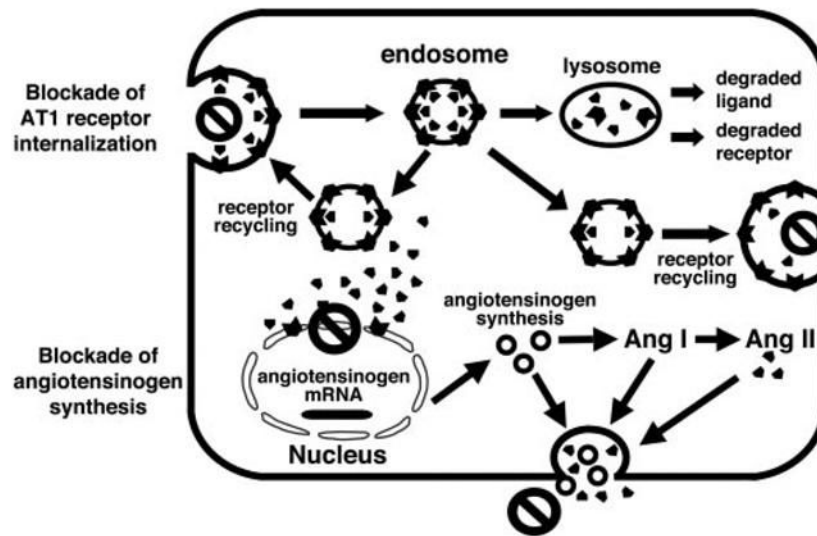 endosome
lysosome
Blockade of
AT1 receptor
internalization
degraded
ligand
degraded
receptor
receptor
recycling
receptor
recycling
angiotensinogen
synthesis
Ang I
Ang II
Blockade of
angiotensinogen
synthesis
angiotensinogen
mRNA
Nucleus